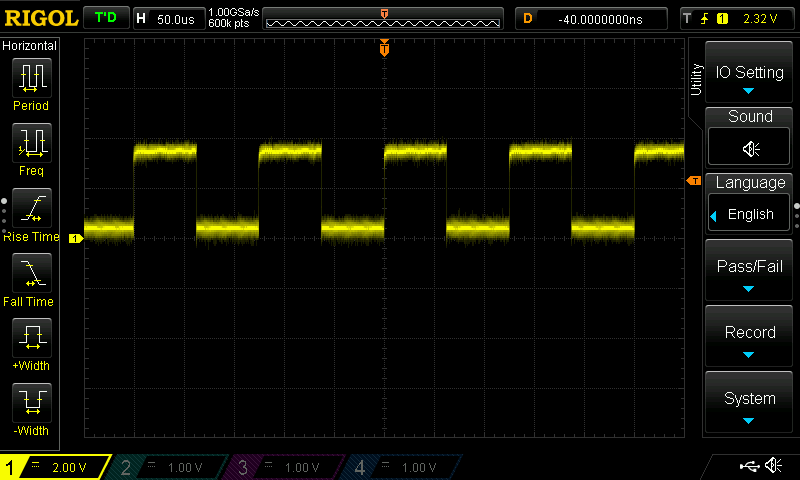 RIGOL T'D H 50.0us 1.00GSa/s 600k pts T D -40.0000000ns T 1 2.32 V
Horizontal
Period
Freq
Rise Time
Fall Time
+Width
-Width
T
T
1
Utility
IO Setting
Sound
Language
English
Pass/Fail
Record
System
1 2.00 V 2 1.00 V 3 1.00 V 4 1.00 V